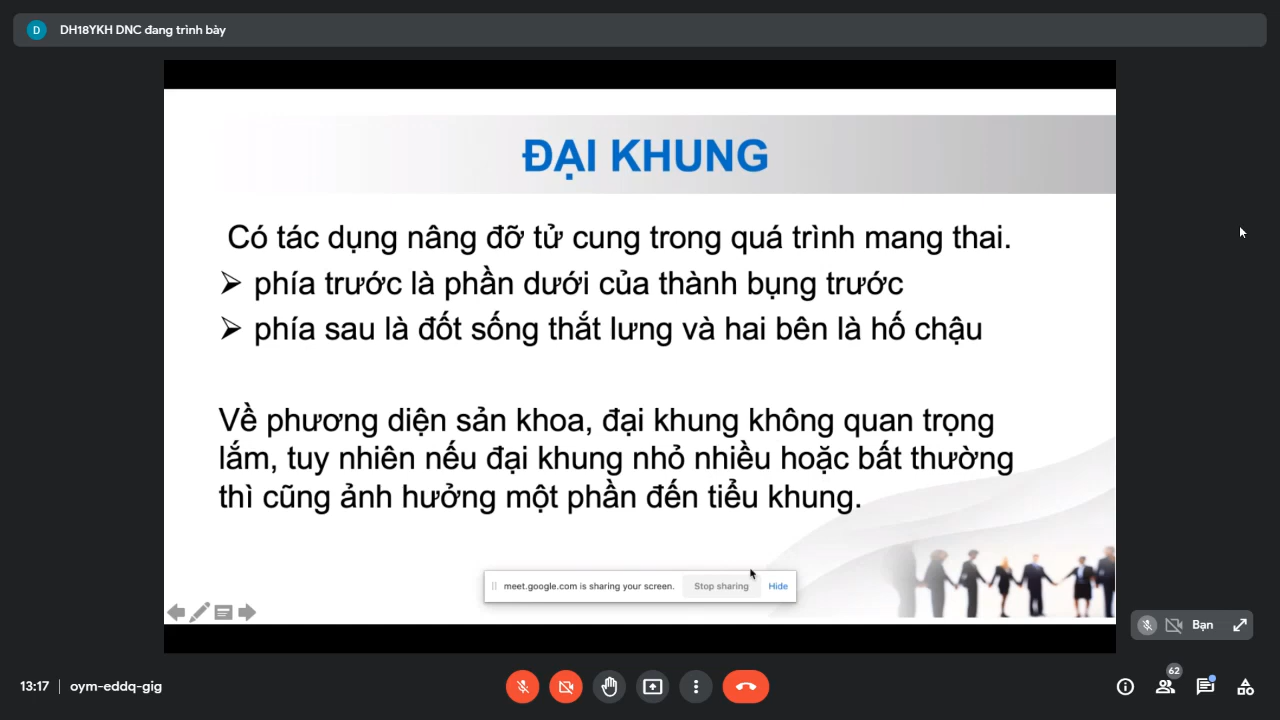 D DH18YKH DNC đang trình bày
ĐẠI KHUNG
Có tác dụng nâng đỡ tử cung trong quá trình mang thai.
phía trước là phần dưới của thành bụng trước
phía sau là đốt sống thắt lưng và hai bên là hố chậu
Về phương diện sản khoa, đại khung không quan trọng
lắm, tuy nhiên nếu đại khung nhỏ nhiều hoặc bất thường
thì cũng ảnh hưởng một phần đến tiểu khung.
meet.google.com is sharing your screen. Stop sharing Hide
Bạn
13:17 | oym-eddq-gig
62